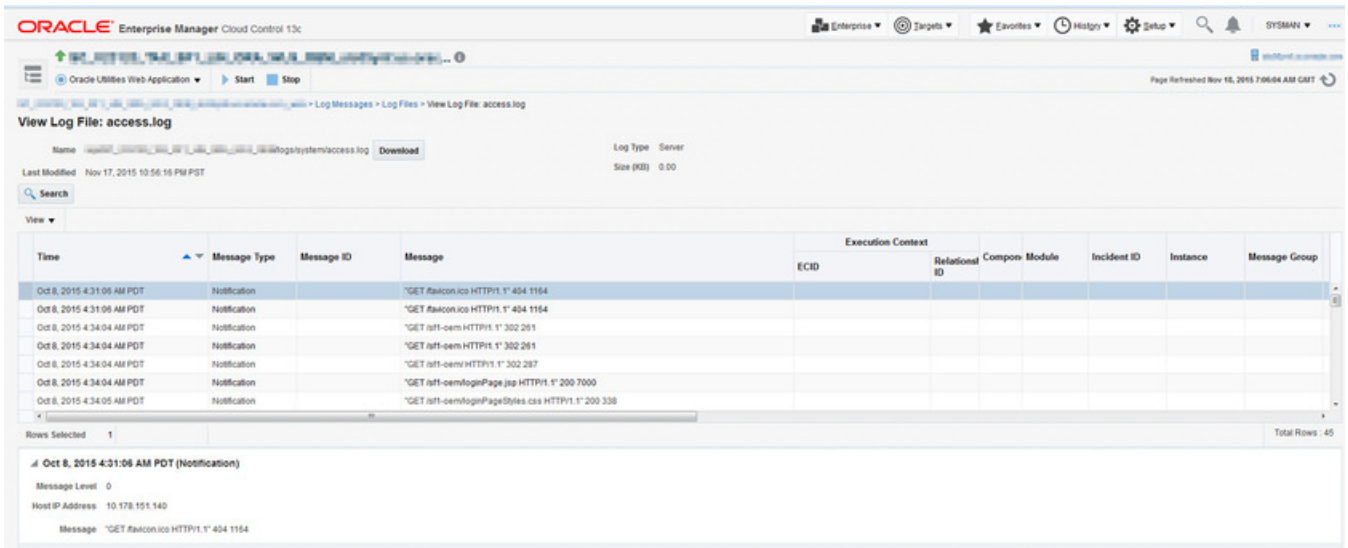 ORACLE Enterprise Manager Cloud Control 13c
Enterprise Targets Favorites History Setup SYSMAN
Oracle Utilities Web Application Start Stop
Page Refreshed Nov 18, 2015 7:06:04 AM GMT
> Log Messages > Log Files > View Log File: access.log
View Log File: access.log
Name logs/system/access.log Download Log Type Server
Last Modified Nov 17, 2015 10:56:16 PM PST Size (KB) 0.00
Search
View
Execution Context
Time Message Type Message ID Message ECID Relationsl ID Compon Module Incident ID Instance Message Group
Oct 8, 2015 4:31:06 AM PDT Notification "GET /favicon.ico HTTP/1.1" 404 1164
Oct 8, 2015 4:31:06 AM PDT Notification "GET /favicon.ico HTTP/1.1" 404 1164
Oct 8, 2015 4:34:04 AM PDT Notification "GET /sf1-oem HTTP/1.1" 302 261
Oct 8, 2015 4:34:04 AM PDT Notification "GET /sf1-oem HTTP/1.1" 302 261
Oct 8, 2015 4:34:04 AM PDT Notification "GET /sf1-oem/ HTTP/1.1" 302 287
Oct 8, 2015 4:34:04 AM PDT Notification "GET /sf1-oem/loginPage.jsp HTTP/1.1" 200 7000
Oct 8, 2015 4:34:05 AM PDT Notification "GET /sf1-oem/loginPageStyles.css HTTP/1.1" 200 338
Rows Selected 1 Total Rows : 45
Oct 8, 2015 4:31:06 AM PDT (Notification)
Message Level 0
Host IP Address 10.178.151.140
Message "GET /favicon.ico HTTP/1.1" 404 1164